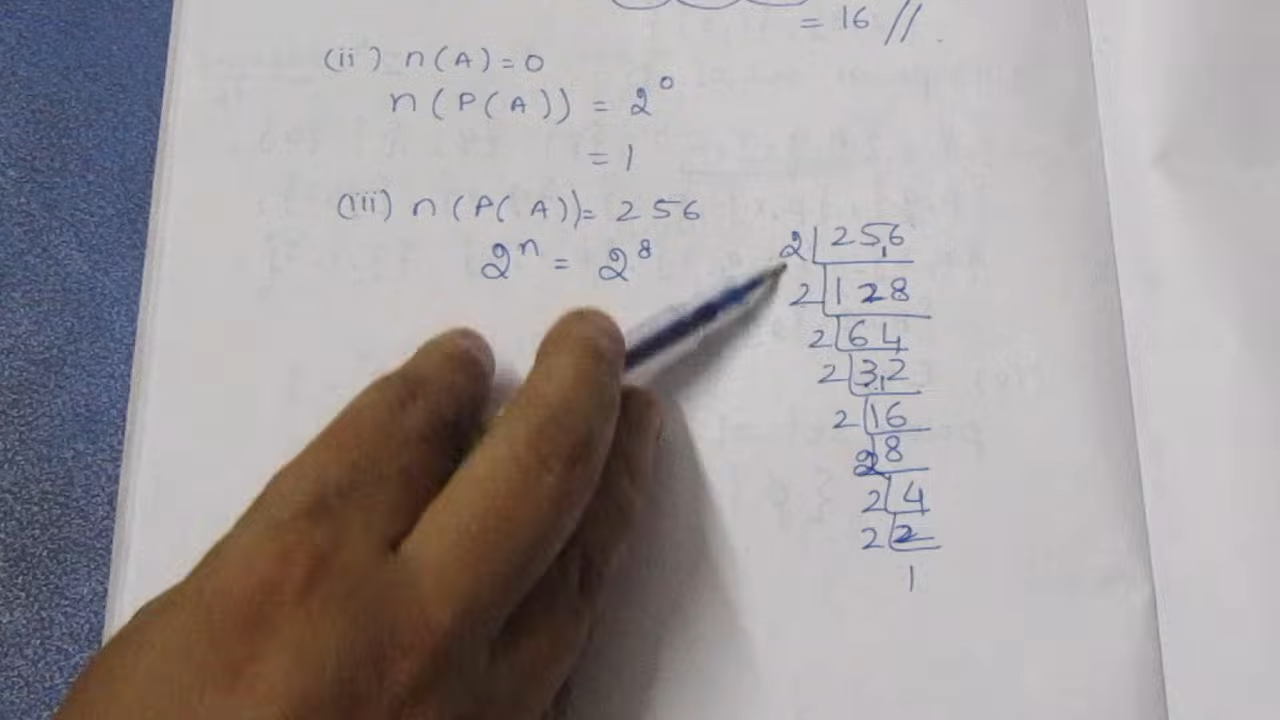 = 16 //
(ii) n(A) = 0
n(P(A)) = 2⁰
= 1
(iii) n(P(A)) = 256
2ⁿ = 2⁸
2 | 256
2 | 128
2 | 64
2 | 32
2 | 16
2 | 8
2 | 4
2 | 2
1